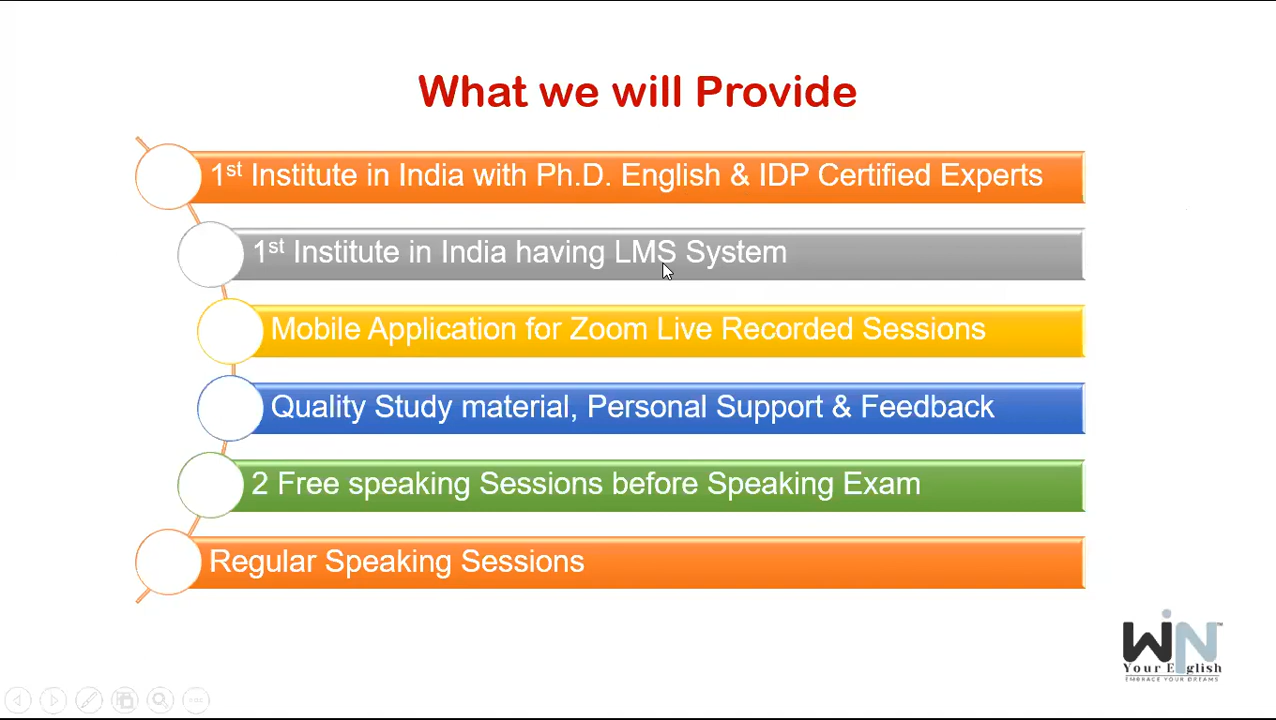 What we will Provide
1st Institute in India with Ph.D. English & IDP Certified Experts
1st Institute in India having LMS System
Mobile Application for Zoom Live Recorded Sessions
Quality Study material, Personal Support & Feedback
2 Free speaking Sessions before Speaking Exam
Regular Speaking Sessions
WiN™
Your English
EMBRACE YOUR DREAMS